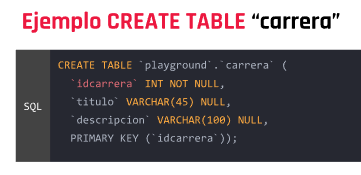 Ejemplo CREATE TABLE “carrera”
SQL
CREATE TABLE `playground`.`carrera` (
`idcarrera` INT NOT NULL,
`titulo` VARCHAR(45) NULL,
`descripcion` VARCHAR(100) NULL,
PRIMARY KEY (`idcarrera`));